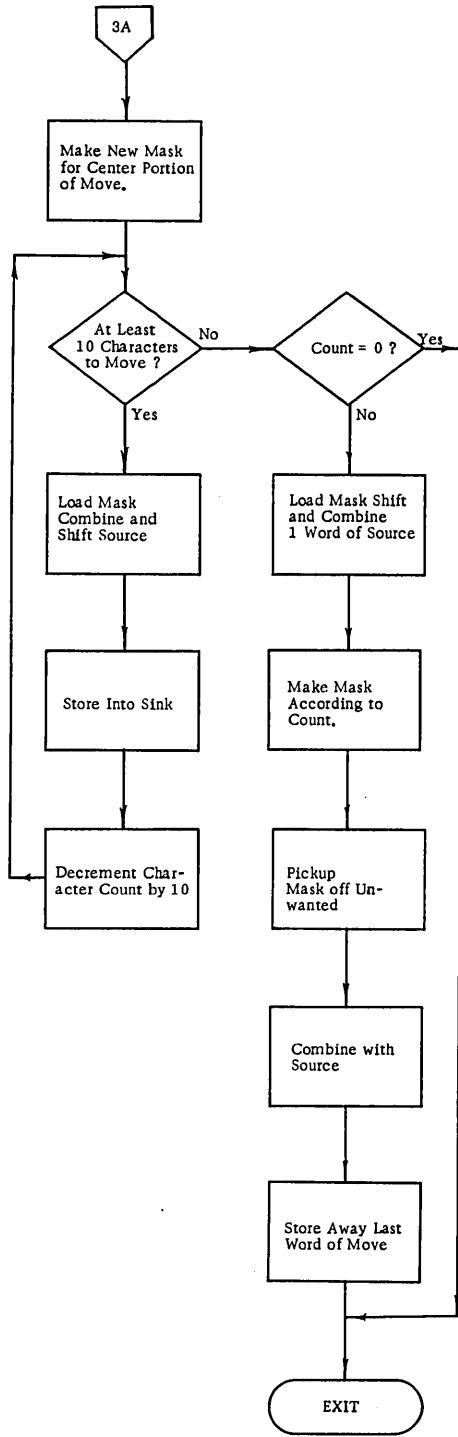 3A
Make New Mask
for Center Portion
of Move.
At Least
10 Characters
to Move ?
No
Count = 0 ?
Yes
Yes
No
Load Mask
Combine and
Shift Source
Load Mask Shift
and Combine
1 Word of Source
Store Into Sink
Make Mask
According to
Count.
Decrement Char-
acter Count by 10
Pickup
Mask off Un-
wanted
Combine with
Source
Store Away Last
Word of Move
EXIT